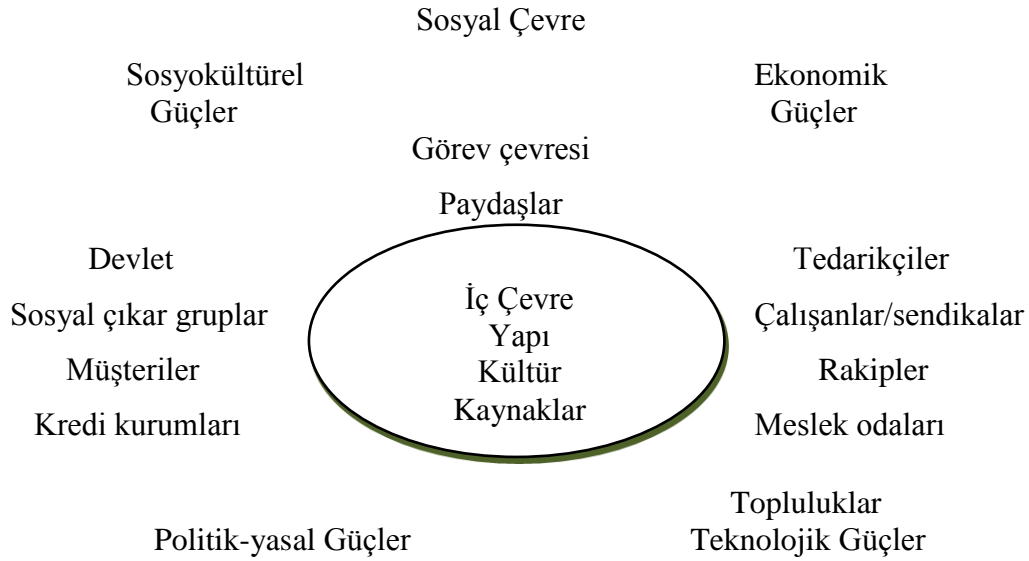 Sosyal Çevre
Sosyokültürel
Güçler
Ekonomik
Güçler
Görev çevresi
Paydaşlar
Devlet
Sosyal çıkar gruplar
Müşteriler
Kredi kurumları
İç Çevre
Yapı
Kültür
Kaynaklar
Tedarikçiler
Çalışanlar/sendikalar
Rakipler
Meslek odaları
Politik-yasal Güçler
Topluluklar
Teknolojik Güçler